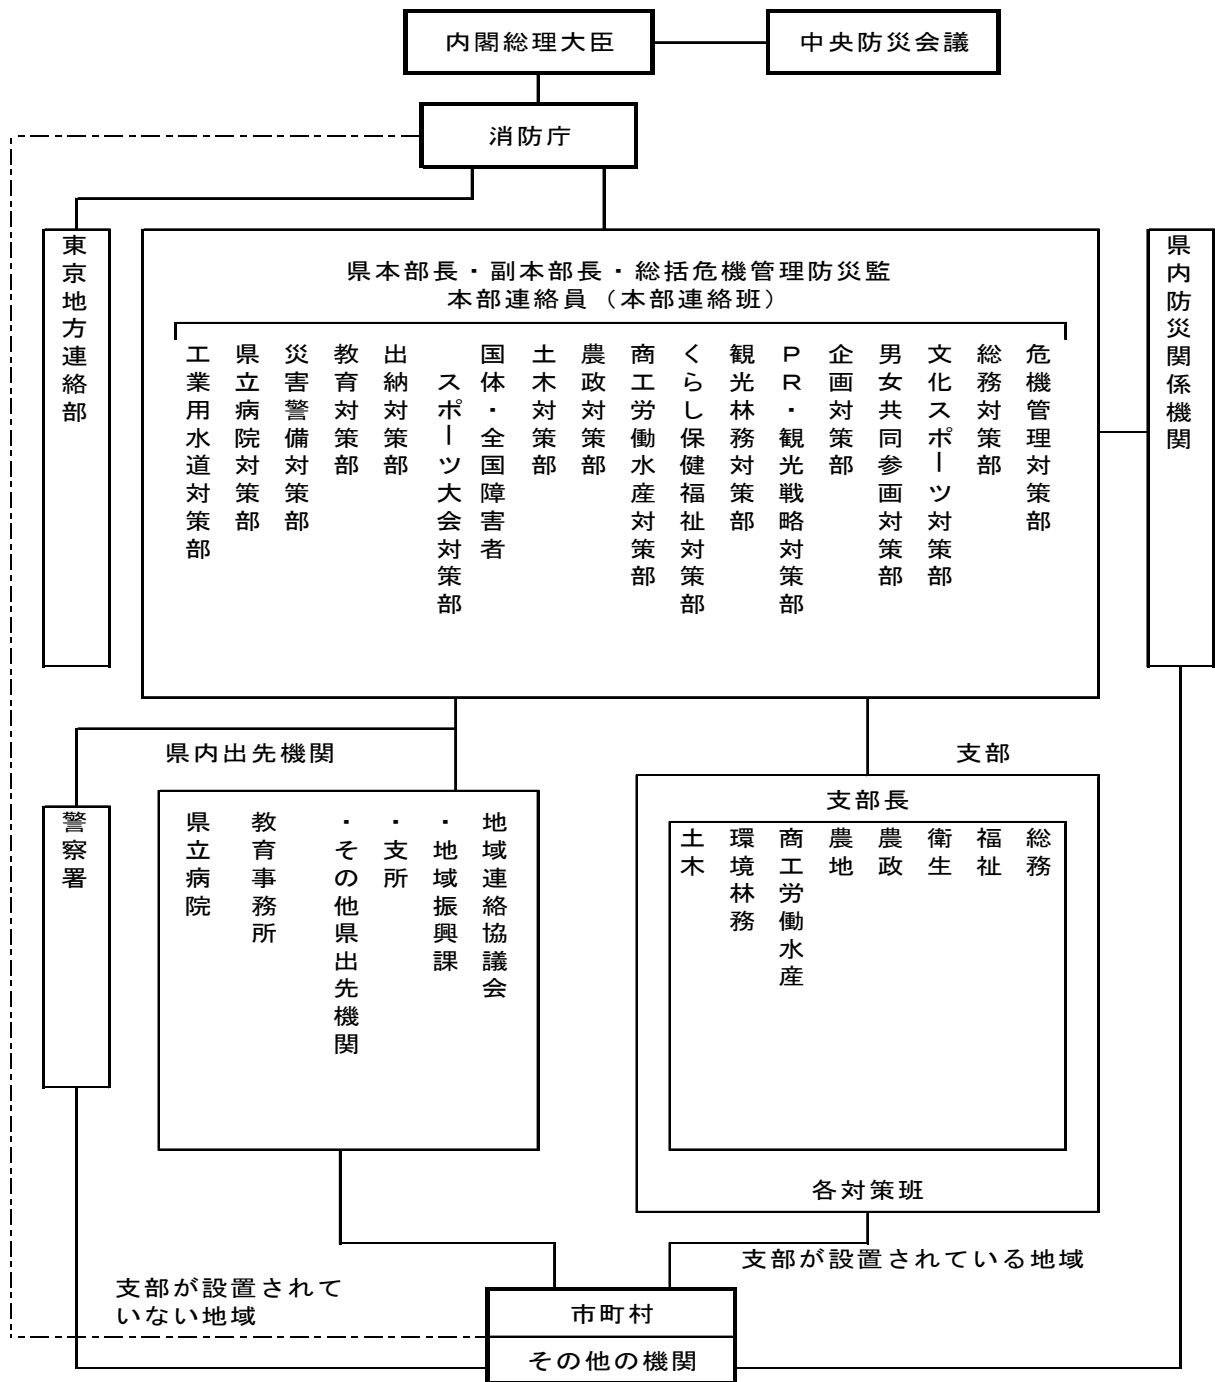 内閣総理大臣
中央防災会議
消防庁
東京地方連絡部
県本部長・副本部長・総括危機管理防災監
本部連絡員（本部連絡班）
危機管理対策部
総務対策部
文化スポーツ対策部
男女共同参画対策部
企画対策部
ＰＲ・観光戦略対策部
観光林務対策部
くらし保健福祉対策部
商工労働水産対策部
農政対策部
土木対策部
国体・全国障害者
スポーツ大会対策部
出納対策部
教育対策部
災害警備対策部
県立病院対策部
工業用水道対策部
県内防災関係機関
県内出先機関
支部
警察署
地域連絡協議会
・地域振興課
・支所
・その他県出先機関
教育事務所
県立病院
支部長
総務
福祉
衛生
農政
農地
商工労働水産
環境林務
土木
各対策班
支部が設置されている地域
支部が設置されて
いない地域
市町村
その他の機関